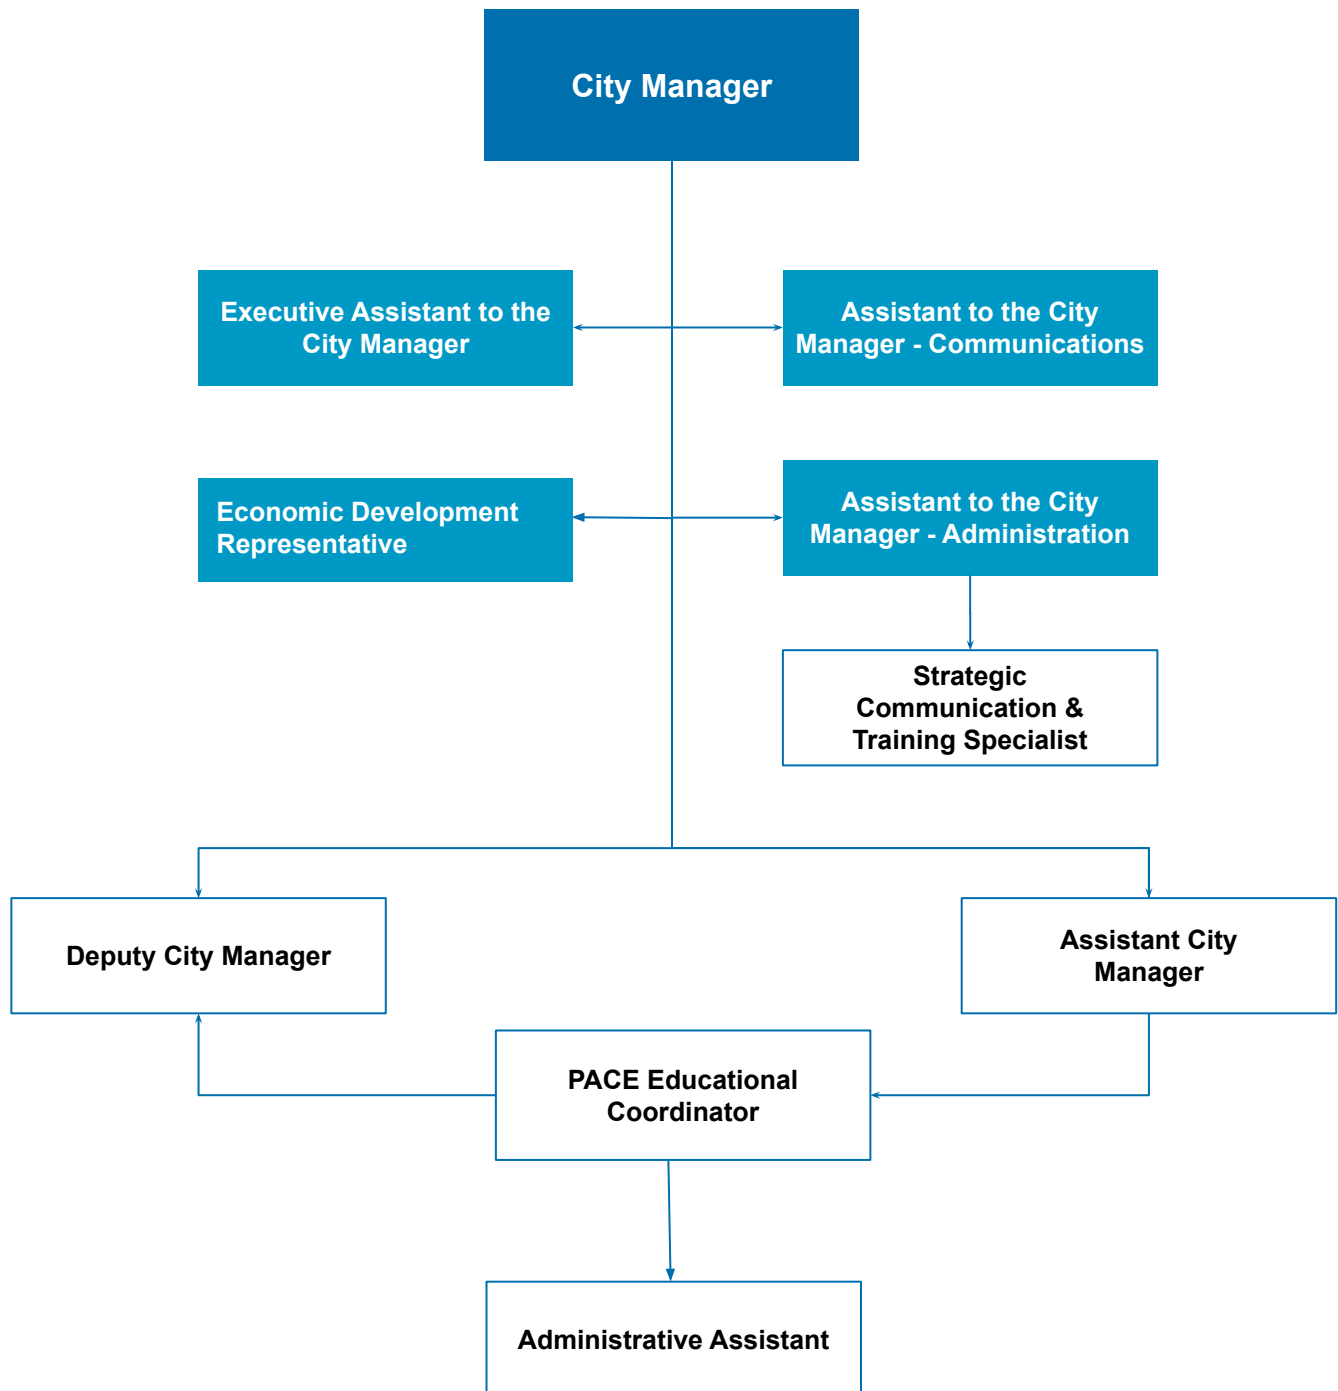 City Manager
Executive Assistant to the
City Manager
Assistant to the City
Manager - Communications
Economic Development
Representative
Assistant to the City
Manager - Administration
Strategic
Communication &
Training Specialist
Deputy City Manager
Assistant City
Manager
PACE Educational
Coordinator
Administrative Assistant